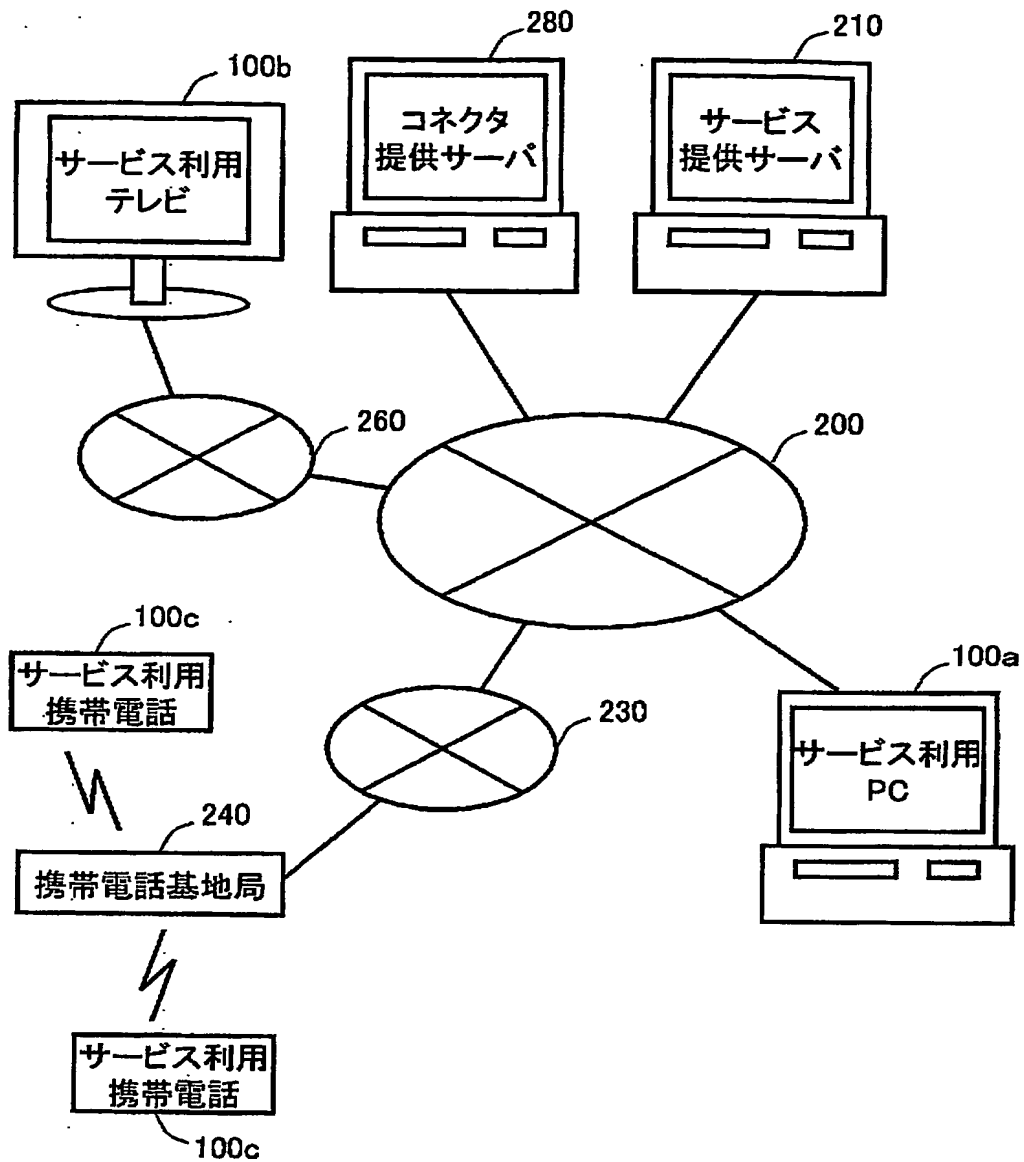 280
210
100b
コネクタ
提供サーバ
サービス
提供サーバ
サービス利用
テレビ
260
200
100c
サービス利用
携帯電話
100a
230
サービス利用
PC
240
携帯電話基地局
サービス利用
携帯電話
100c